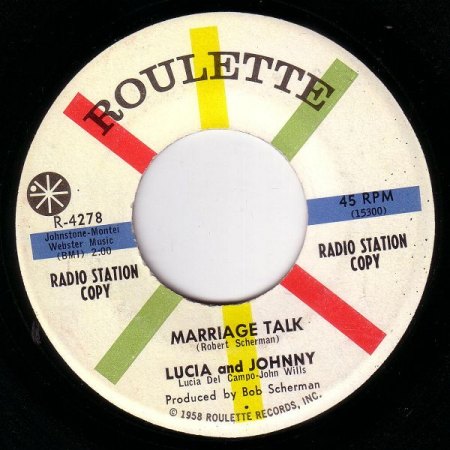 ROULETTE
R-4278
Johnstone-Montei
Webster Music
(BMI) 2:00
RADIO STATION
COPY
45 RPM
(15300)
RADIO STATION
COPY
MARRIAGE TALK
(Robert Scherman)
LUCIA and JOHNNY
Lucia Del Campo-John Wills
Produced by Bob Scherman
© 1958 ROULETTE RECORDS, INC.